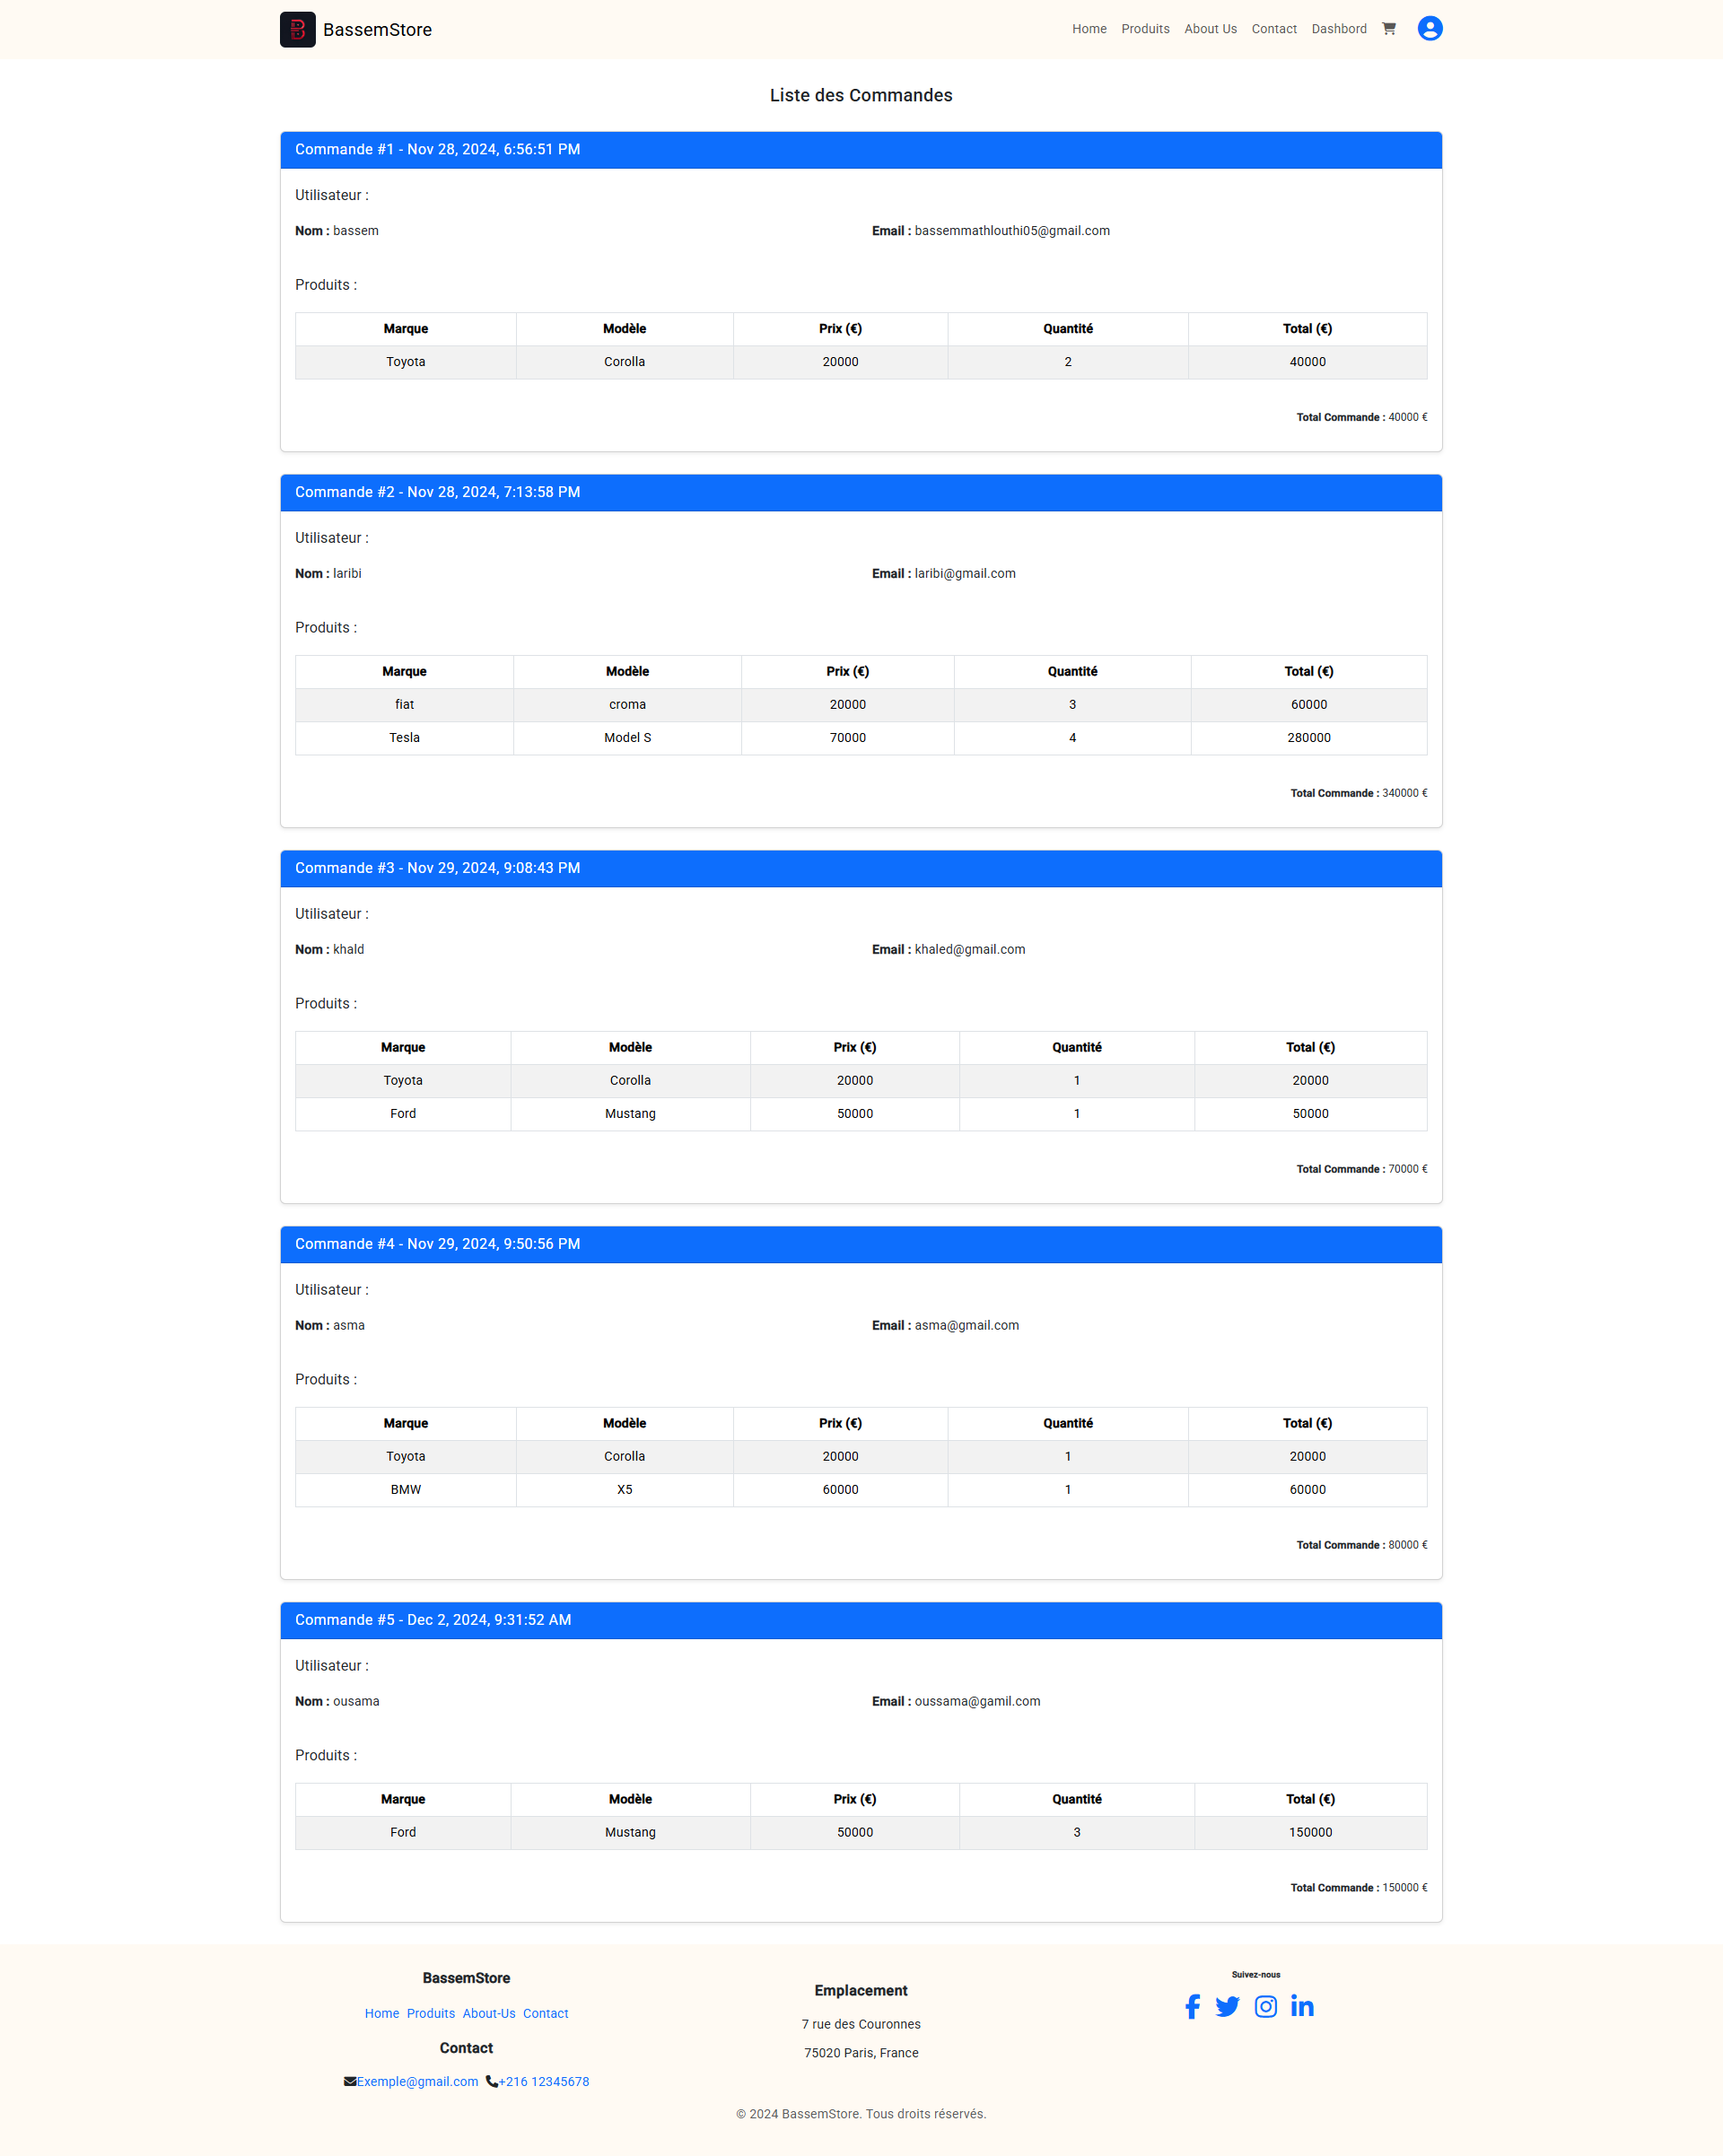 BassemStore
Home Produits About Us Contact Dashbord
Liste des Commandes
Commande #1 - Nov 28, 2024, 6:56:51 PM
Utilisateur :
Nom : bassem Email : bassemmathlouthi05@gmail.com
Produits :
Marque Modèle Prix (€) Quantité Total (€)
Toyota Corolla 20000 2 40000
Total Commande : 40000 €
Commande #2 - Nov 28, 2024, 7:13:58 PM
Utilisateur :
Nom : laribi Email : laribi@gmail.com
Produits :
Marque Modèle Prix (€) Quantité Total (€)
fiat croma 20000 3 60000
Tesla Model S 70000 4 280000
Total Commande : 340000 €
Commande #3 - Nov 29, 2024, 9:08:43 PM
Utilisateur :
Nom : khald Email : khaled@gmail.com
Produits :
Marque Modèle Prix (€) Quantité Total (€)
Toyota Corolla 20000 1 20000
Ford Mustang 50000 1 50000
Total Commande : 70000 €
Commande #4 - Nov 29, 2024, 9:50:56 PM
Utilisateur :
Nom : asma Email : asma@gmail.com
Produits :
Marque Modèle Prix (€) Quantité Total (€)
Toyota Corolla 20000 1 20000
BMW X5 60000 1 60000
Total Commande : 80000 €
Commande #5 - Dec 2, 2024, 9:31:52 AM
Utilisateur :
Nom : ousama Email : oussama@gamil.com
Produits :
Marque Modèle Prix (€) Quantité Total (€)
Ford Mustang 50000 3 150000
Total Commande : 150000 €
BassemStore
Home Produits About-Us Contact
Contact
Exemple@gmail.com +216 12345678
Emplacement
7 rue des Couronnes
75020 Paris, France
Suivez-nous
© 2024 BassemStore. Tous droits réservés.